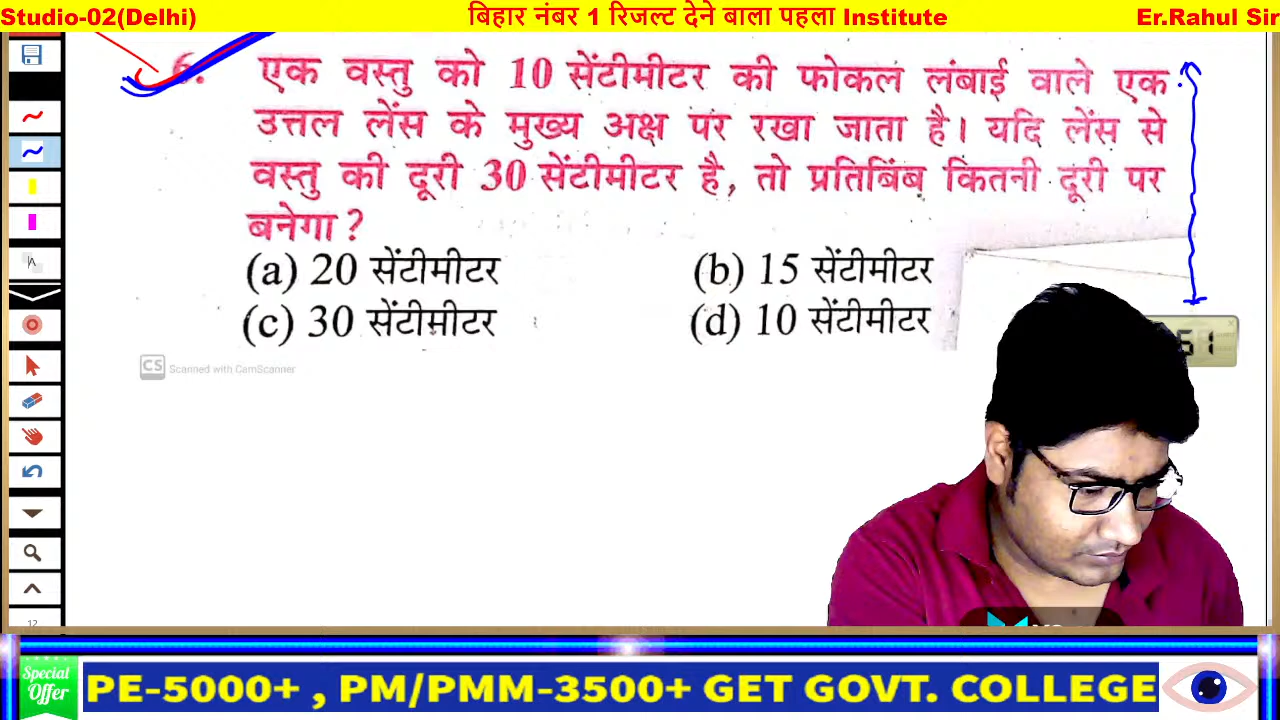 Studio-02(Delhi) बिहार नंबर 1 रिजल्ट देने बाला पहला Institute Er.Rahul Sir
6. एक वस्तु को 10 सेंटीमीटर की फोकल लंबाई वाले एक
उत्तल लेंस के मुख्य अक्ष पर रखा जाता है। यदि लेंस से
वस्तु की दूरी 30 सेंटीमीटर है, तो प्रतिबिंब कितनी दूरी पर
बनेगा?
(a) 20 सेंटीमीटर (b) 15 सेंटीमीटर
(c) 30 सेंटीमीटर (d) 10 सेंटीमीटर
51
CS Scanned with CamScanner
12
Special
Offer
PE-5000+ , PM/PMM-3500+ GET GOVT. COLLEGE